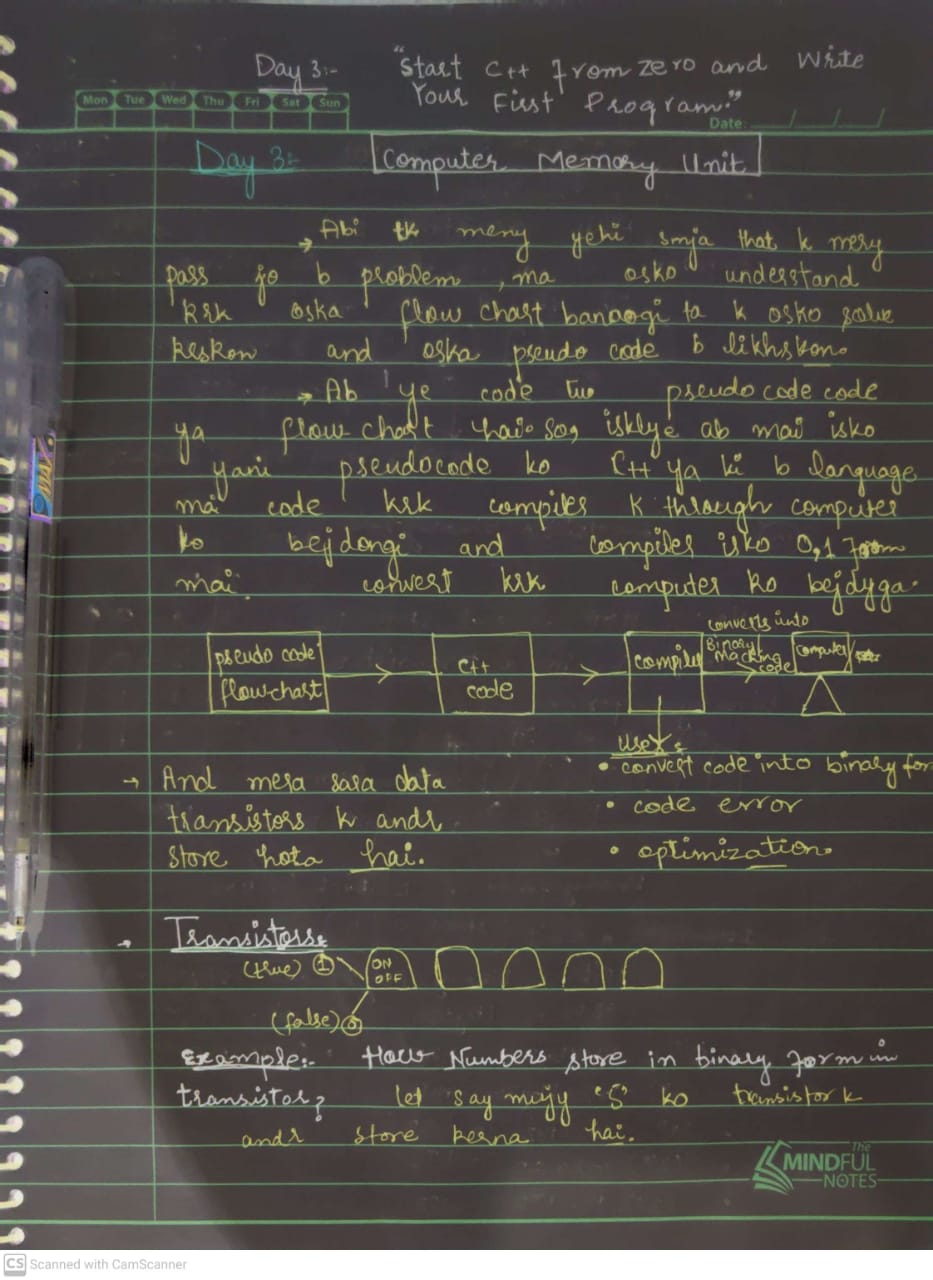 Day 3:- "Start C++ from zero and Write
Your First Program."
Mon Tue Wed Thu Fri Sat Sun
Date: / / /
Day 3:- Computer Memory Unit
→ Abi tk meny yehi smja that k mery
pass jo b problem, ma osko understand
krk oska flow chart banaogi ta k osko solve
kerskon and oska pseudo code b likhskon.
→ Ab ye code tu pseudo code code
ya flow chart hai. So, isklye ab mai isko
yani pseudocode ko C++ ya ki b language
mai code krk compiler k through computer
ko bejdongi and compiler isko 0,1 form
mai convert krk computer ko bejdyga.
pseudo code
flowchart
C++
code
compiler
converts into
Binary
Macking
code
computer
Use:
• convert code into binary for
• code error
• optimization.
→ And mera sara data
transistors k andr
store hota hai.
→ Transistors:
(true) 1
ON
OFF
(false) 0
Example:- How Numbers store in binary form in
transistor? let say mujy '5' ko transistor k
andr store kerna hai.
The
MINDFUL
NOTES
CS Scanned with CamScanner